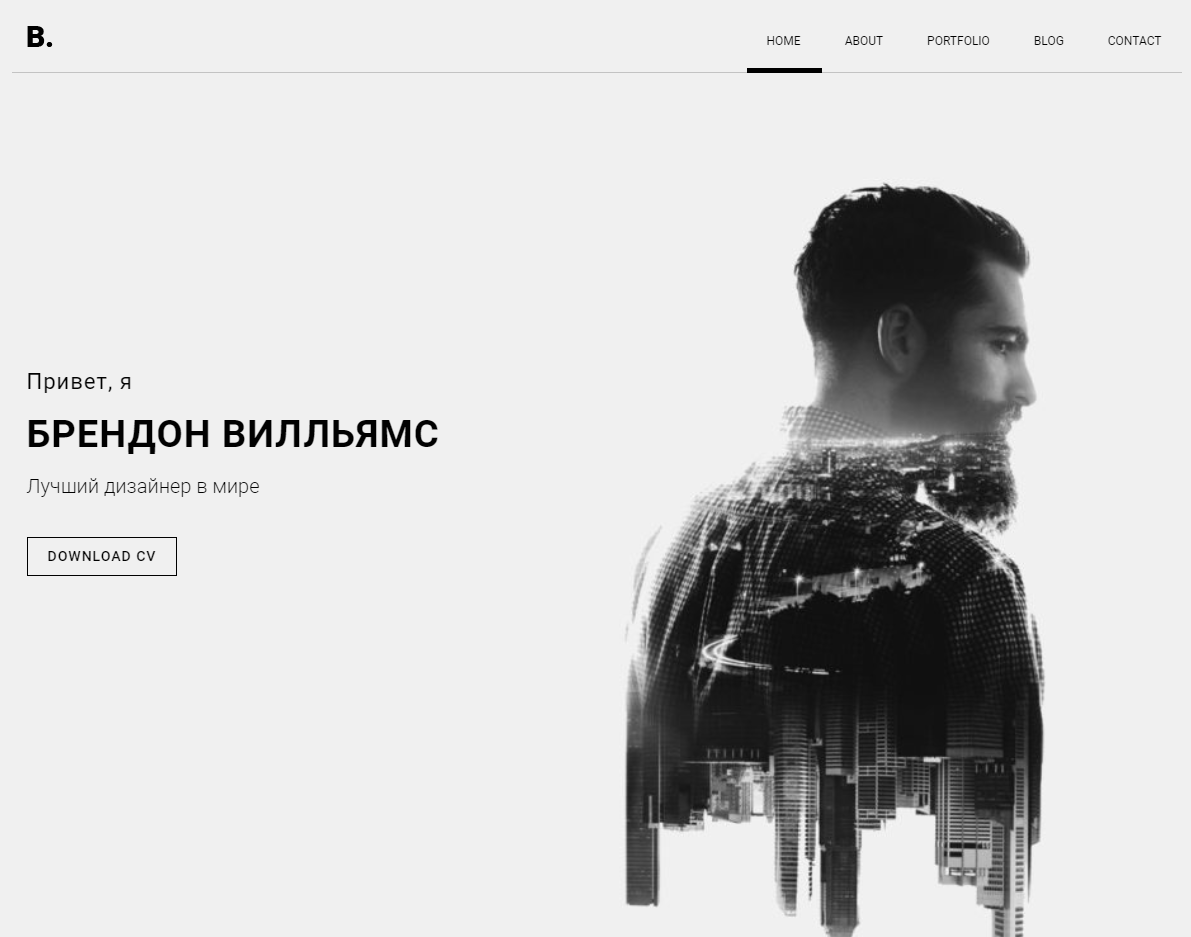 B.
HOME ABOUT PORTFOLIO BLOG CONTACT
Привет, я
БРЕНДОН ВИЛЛЬЯМС
Лучший дизайнер в мире
DOWNLOAD CV